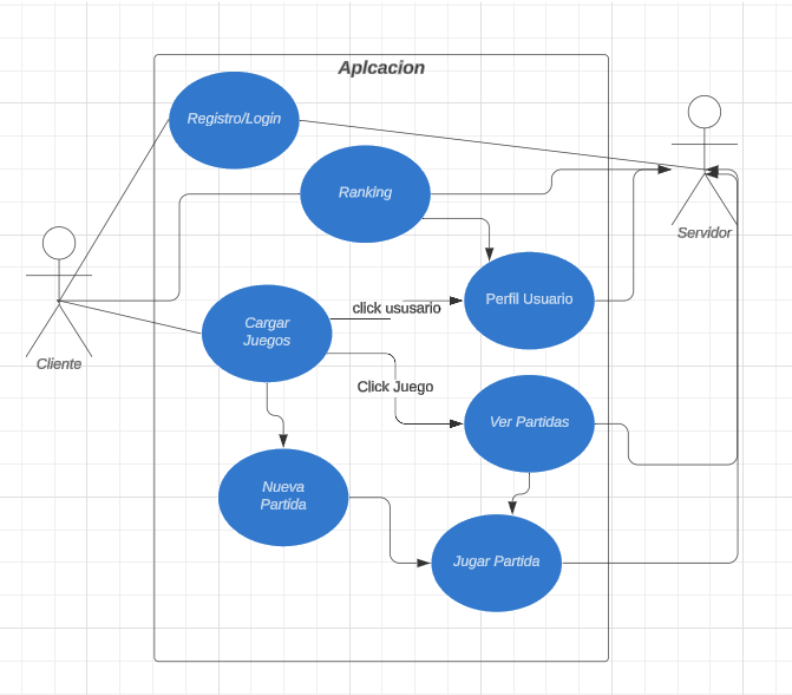 Aplcacion
Registro/Login
Ranking
Servidor
Perfil Usuario
click ususario
Cargar
Juegos
Cliente
Click Juego
Ver Partidas
Nueva
Partida
Jugar Partida